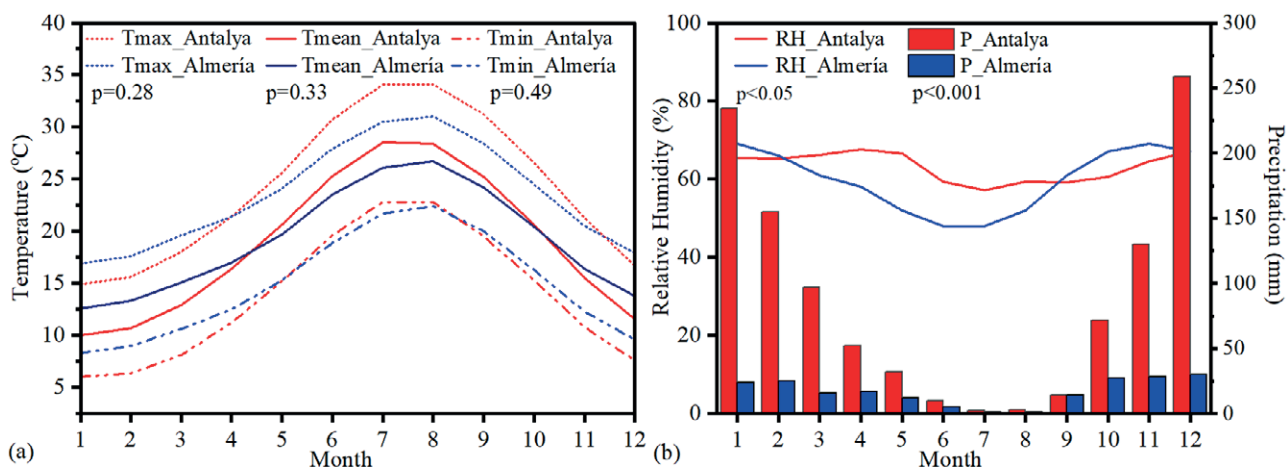 40
35
30
25
20
15
10
5
Temperature (°C)
Tmax_Antalya Tmean_Antalya Tmin_Antalya
Tmax_Almería Tmean_Almería Tmin_Almería
p=0.28 p=0.33 p=0.49
1 2 3 4 5 6 7 8 9 10 11 12
(a) Month
100
80
60
40
20
0
Relative Humidity (%)
RH_Antalya P_Antalya
RH_Almería P_Almería
p<0.05 p<0.001
300
250
200
150
100
50
0
Precipitation (mm)
1 2 3 4 5 6 7 8 9 10 11 12
(b) Month